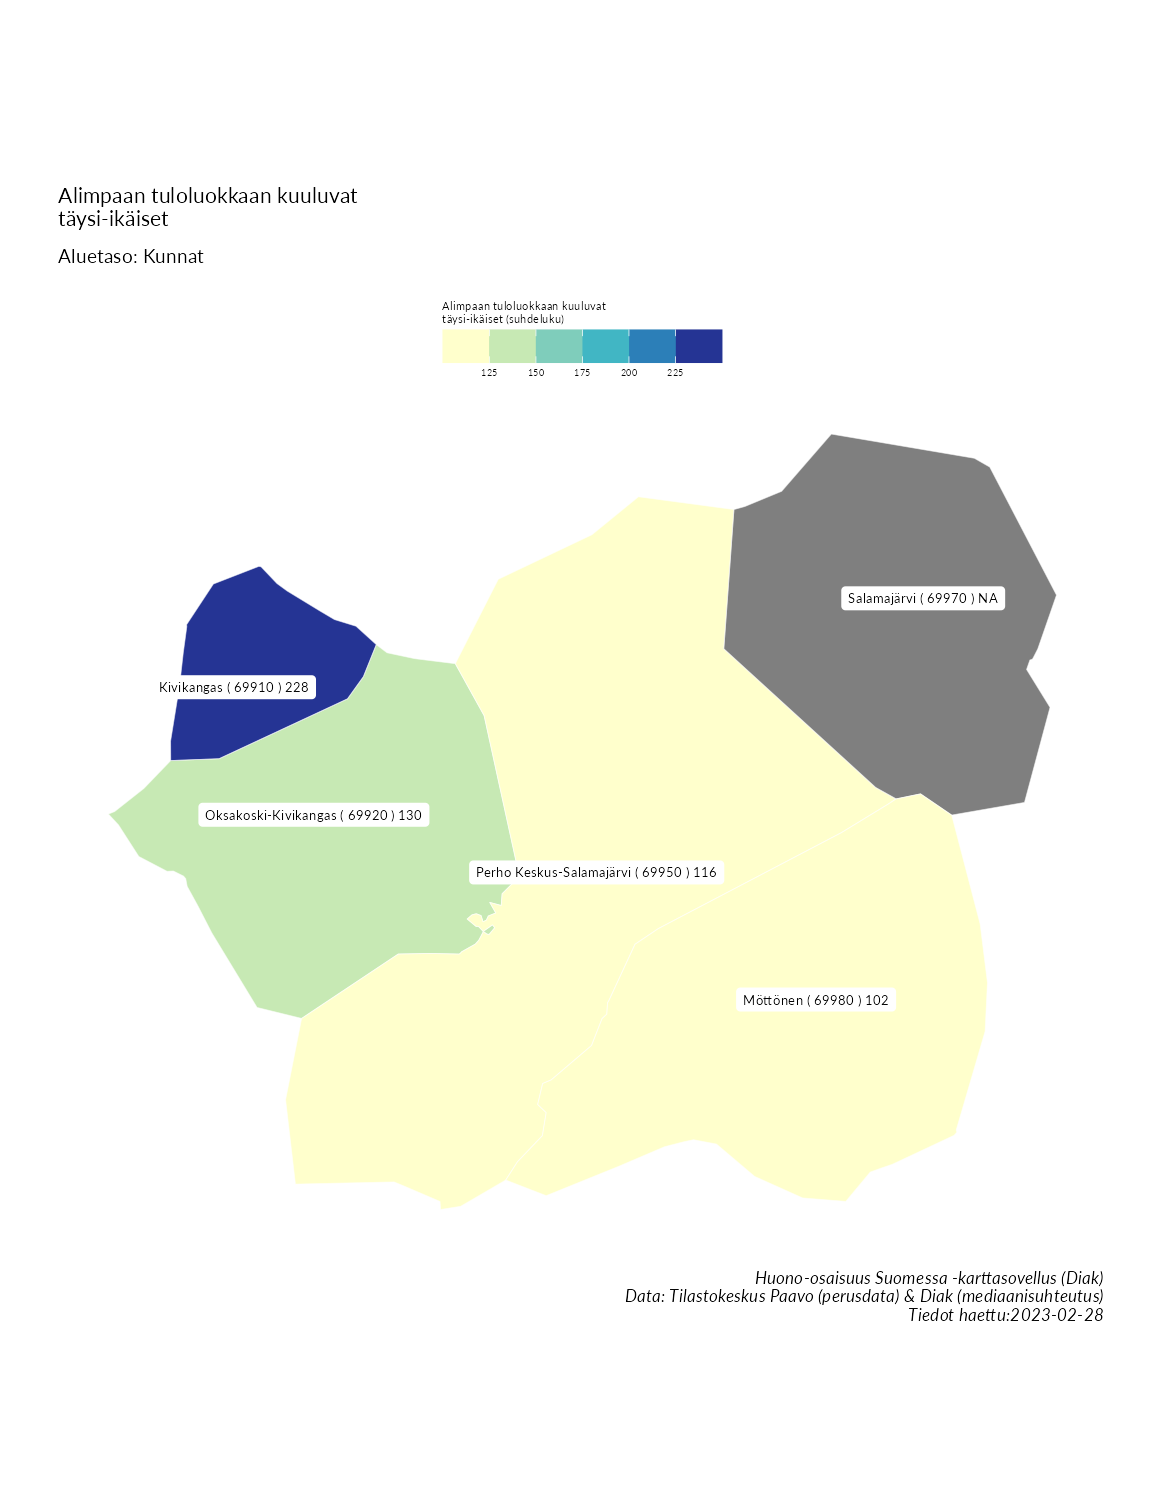 Alimpaan tuloluokkaan kuuluvat
täysi-ikäiset
Aluetaso: Kunnat
Alimpaan tuloluokkaan kuuluvat
täysi-ikäiset (suhdeluku)
125 150 175 200 225
Salamajärvi ( 69970 ) NA
Kivikangas ( 69910 ) 228
Oksakoski-Kivikangas ( 69920 ) 130
Perho Keskus-Salamajärvi ( 69950 ) 116
Möttönen ( 69980 ) 102
Huono-osaisuus Suomessa -karttasovellus (Diak)
Data: Tilastokeskus Paavo (perusdata) & Diak (mediaanisuhteutus)
Tiedot haettu:2023-02-28